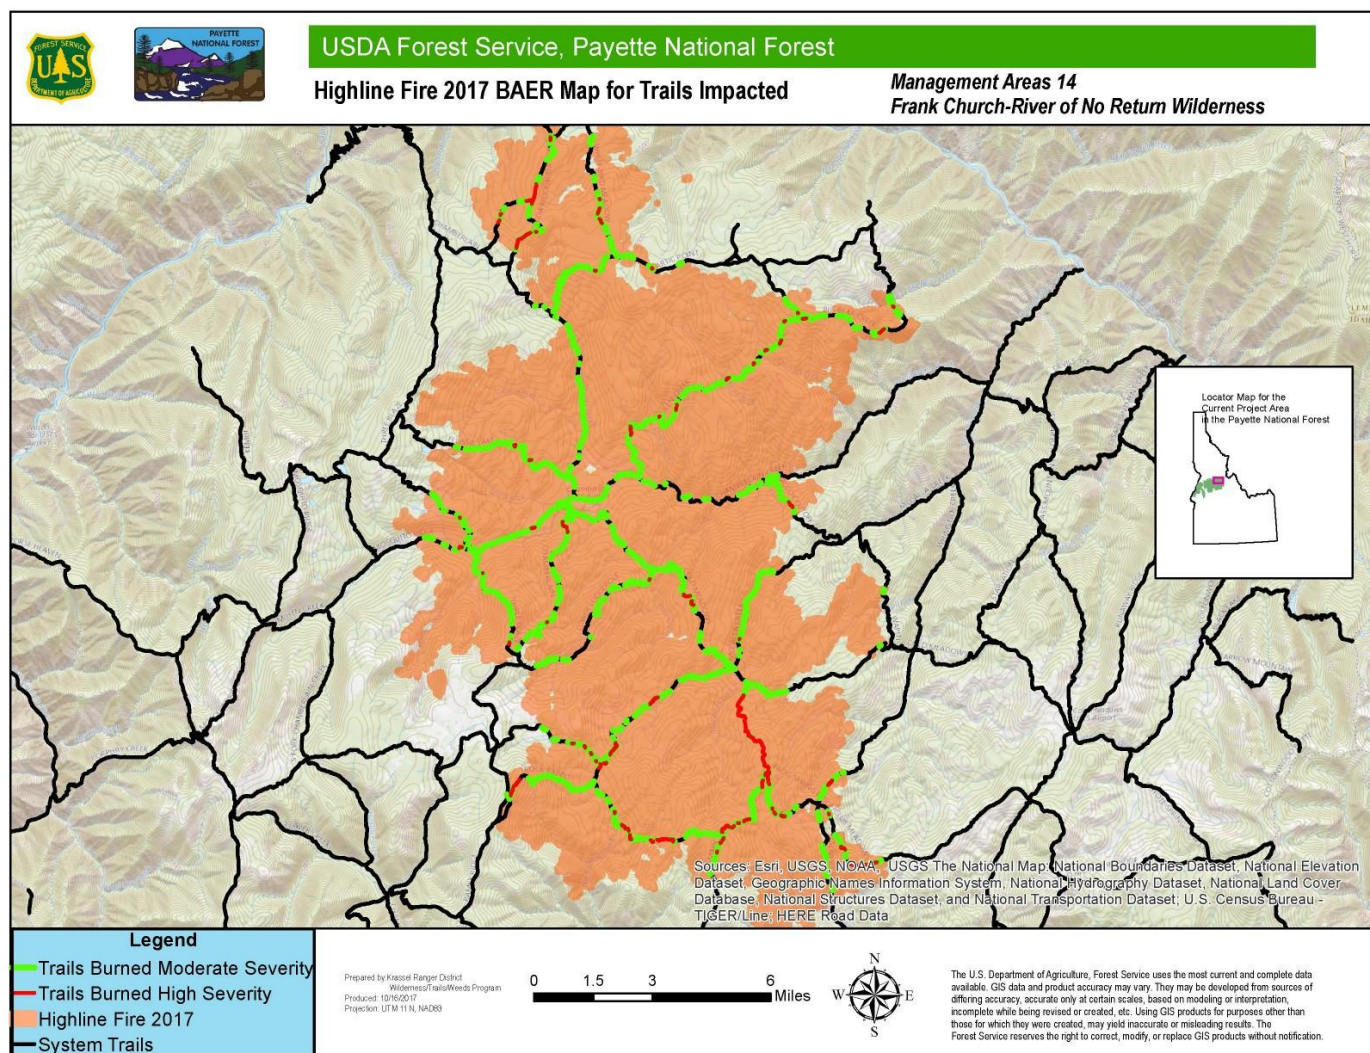 FOREST SERVICE
UAS
DEPARTMENT OF AGRICULTURE
PAYETTE
NATIONAL FOREST
USDA Forest Service, Payette National Forest
Highline Fire 2017 BAER Map for Trails Impacted
Management Areas 14
Frank Church-River of No Return Wilderness
Locator Map for the
Current Project Area
in the Payette National Forest
Sources: Esri, USGS, NOAA, USGS The National Map: National Boundaries Dataset, National Elevation
Dataset, Geographic Names Information System, National Hydrography Dataset, National Land Cover
Database, National Structures Dataset, and National Transportation Dataset; U.S. Census Bureau -
TIGER/Line; HERE Road Data
Legend
Trails Burned Moderate Severity
Trails Burned High Severity
Highline Fire 2017
System Trails
Prepared by Krassel Ranger District
Wilderness/Trails/Weeds Program
Produced: 10/16/2017
Projection: UTM 11 N, NAD83
0 1.5 3 6
Miles
N
W E
S
The U.S. Department of Agriculture, Forest Service uses the most current and complete data
available. GIS data and product accuracy may vary. They may be developed from sources of
differing accuracy, accurate only at certain scales, based on modeling or interpretation,
incomplete while being revised or created, etc. Using GIS products for purposes other than
those for which they were created, may yield inaccurate or misleading results. The
Forest Service reserves the right to correct, modify, or replace GIS products without notification.